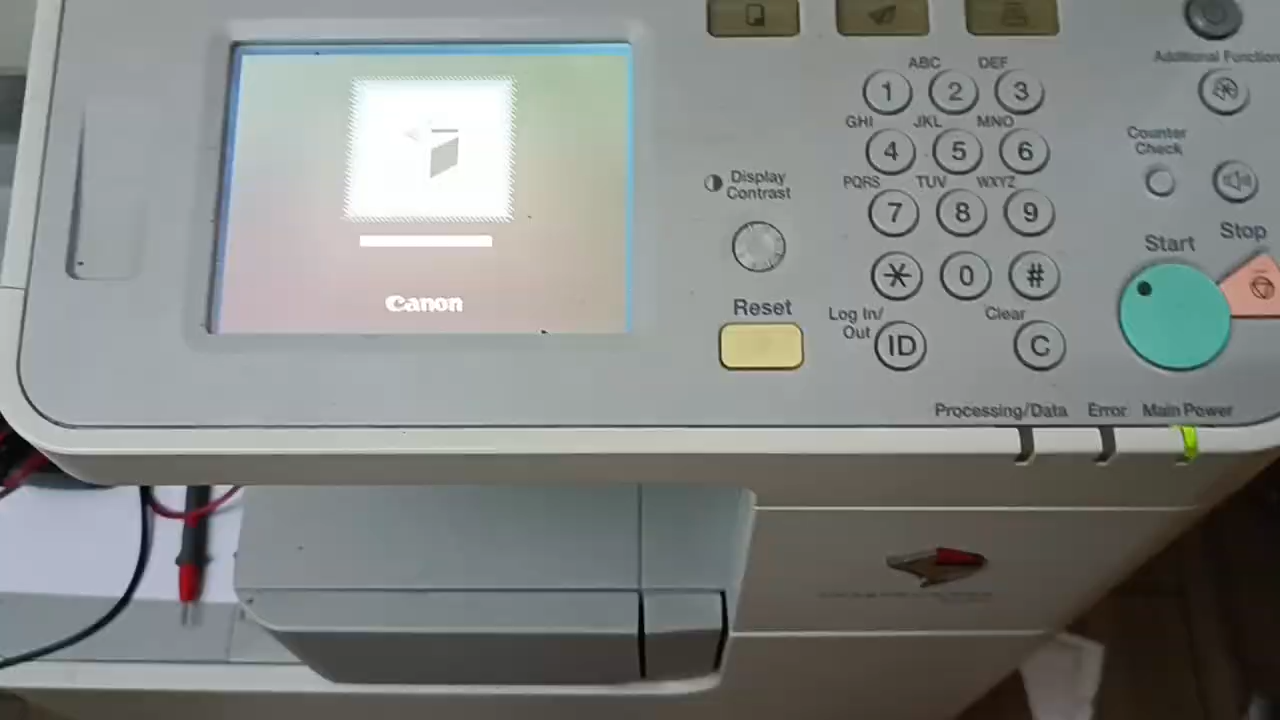 Canon
Display
Contrast
Reset
ABC
DEF
1
2
3
GHI
JKL
MNO
4
5
6
PQRS
TUV
WXYZ
7
8
9
0
#
Log In/
Out
ID
Clear
C
Additional Function
Counter
Check
Start
Stop
Processing/Data
Error
Main Power